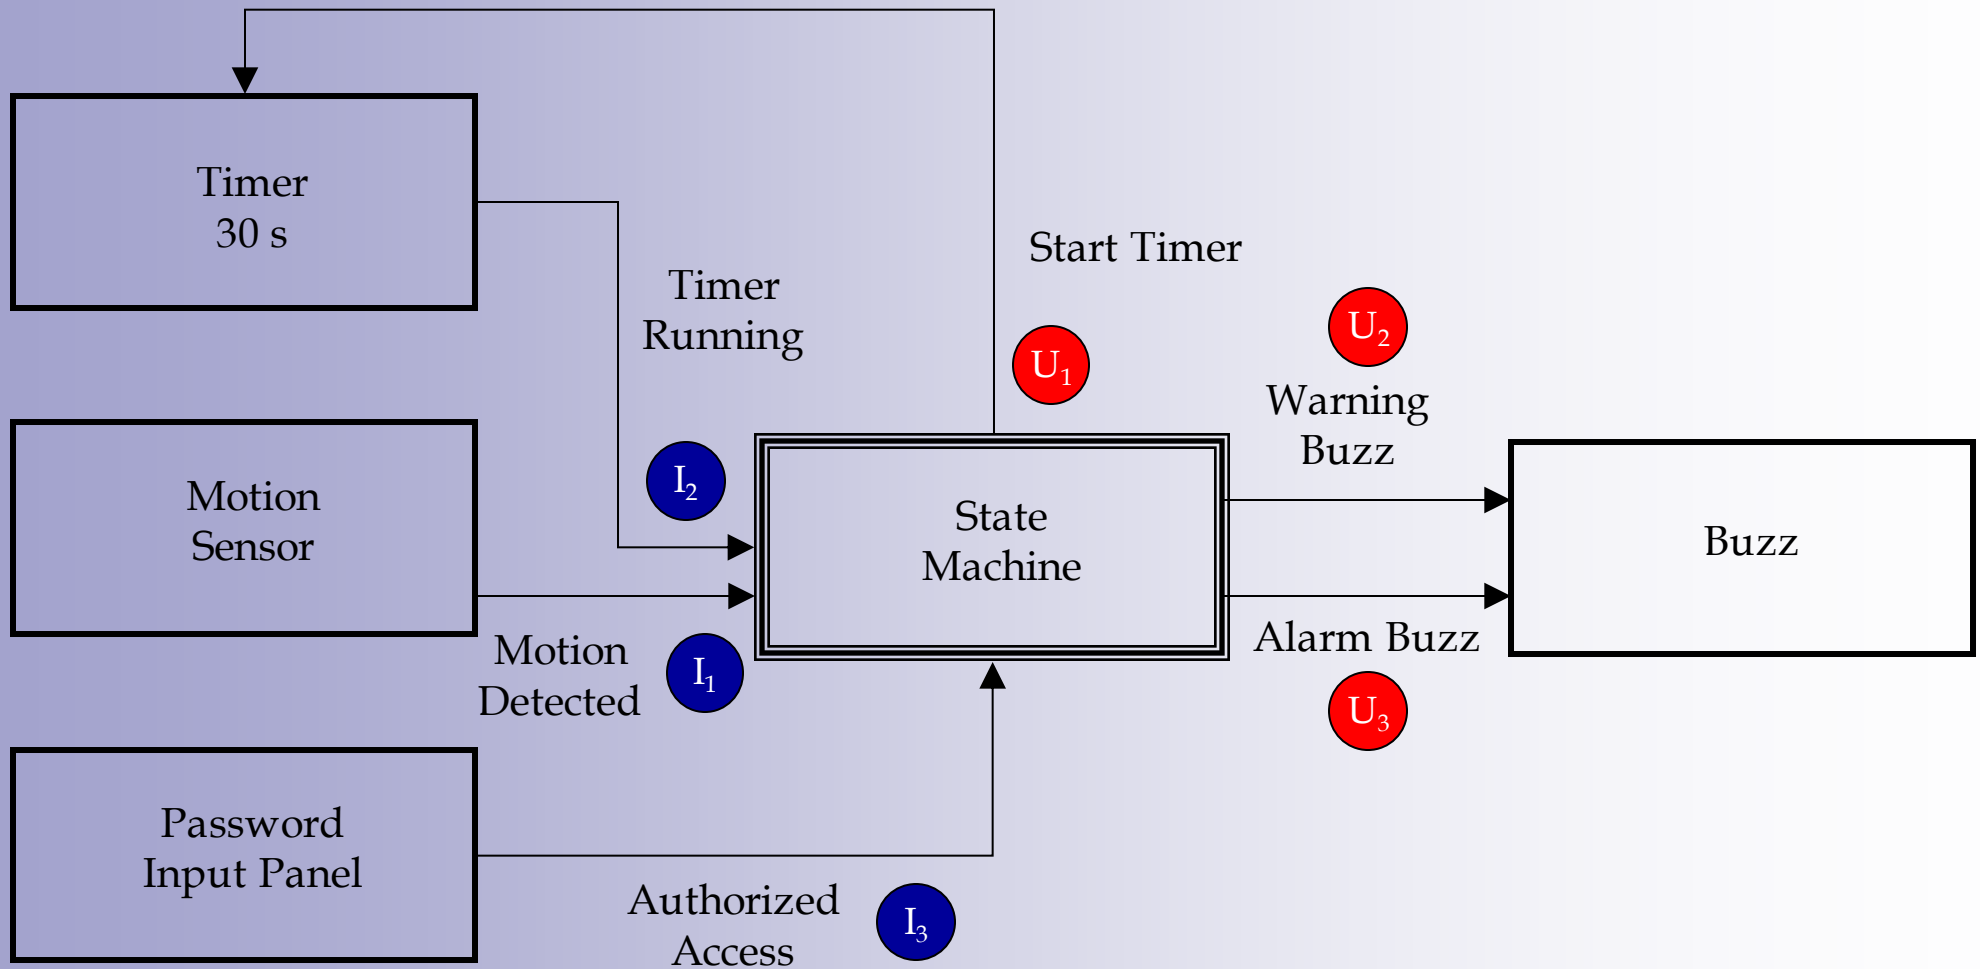 Timer
30 s
Timer
Running
Start Timer
U₁
U₂
Warning
Buzz
Motion
Sensor
I₂
State
Machine
Buzz
Motion
Detected
I₁
Alarm Buzz
U₃
Password
Input Panel
Authorized
Access
I₃